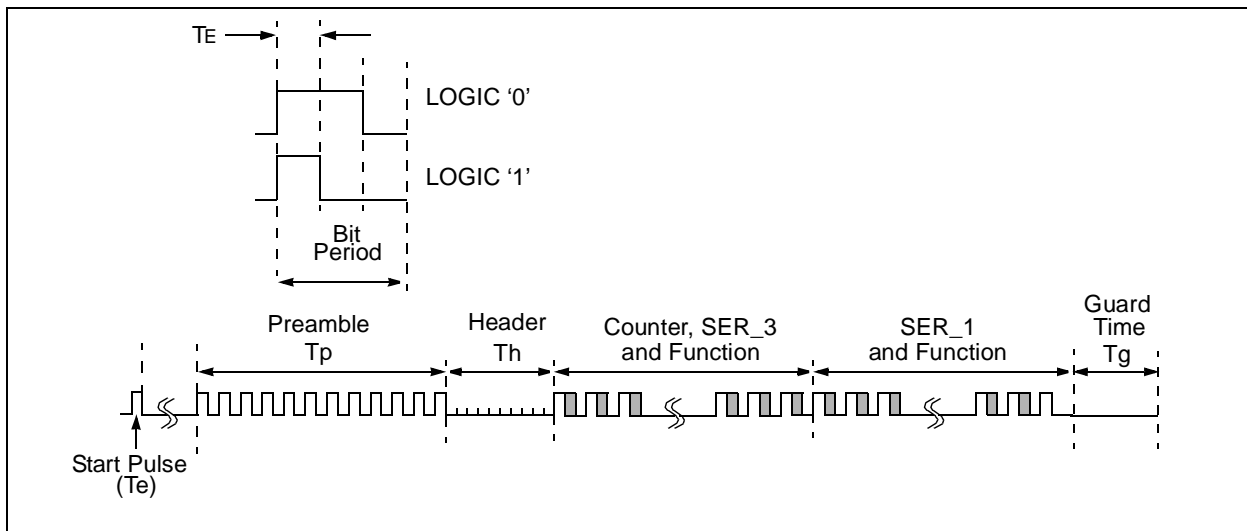 TE
LOGIC ‘0’
LOGIC ‘1’
Bit
Period
Preamble
Tp
Header
Th
Counter, SER_3
and Function
SER_1
and Function
Guard
Time
Tg
Start Pulse
(Te)